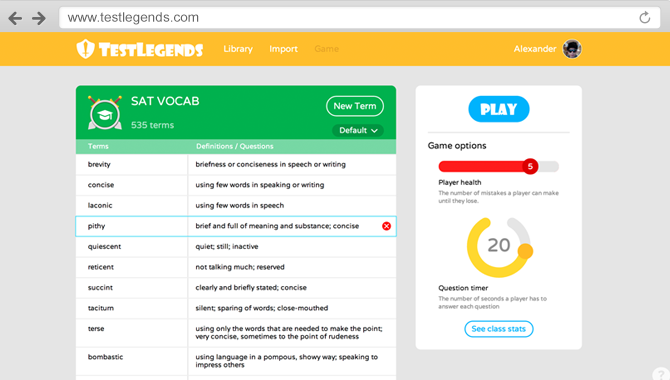 www.testlegends.com
TESTLEGENDS
Library
Import
Game
Alexander
SAT VOCAB
New Term
535 terms
Default
Terms
Definitions / Questions
brevity
briefness or conciseness in speech or writing
concise
using few words in speaking or writing
laconic
using few words in speech
pithy
brief and full of meaning and substance; concise
quiescent
quiet; still; inactive
reticent
not talking much; reserved
succint
clearly and briefly stated; concise
taciturn
silent; sparing of words; close-mouthed
terse
using only the words that are needed to make the point;
very concise, sometimes to the point of rudeness
bombastic
using language in a pompous, showy way; speaking to
impress others
PLAY
Game options
5
Player health
The number of mistakes a player can make
until they lose.
20
Question timer
The number of seconds a player has to
answer each question
See class stats
?